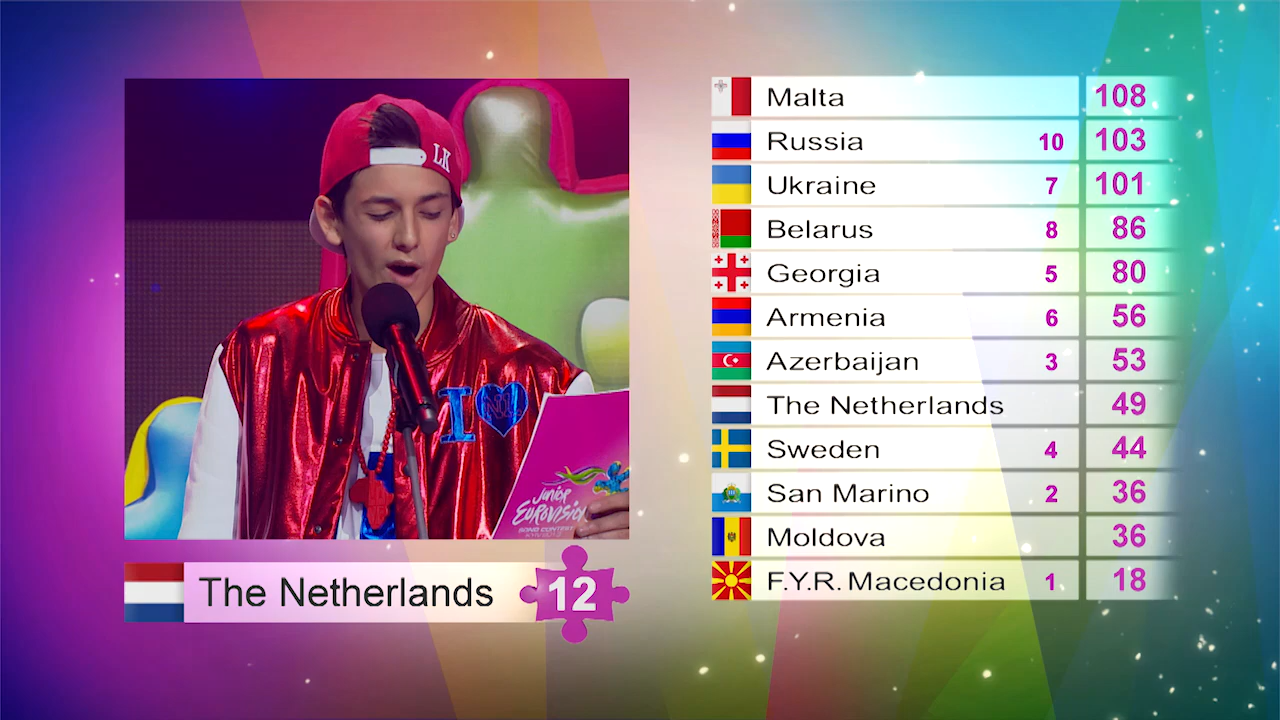 LK
I
Junior
Eurovision
SONG CONTEST
The Netherlands 12
Malta 108
Russia 10 103
Ukraine 7 101
Belarus 8 86
Georgia 5 80
Armenia 6 56
Azerbaijan 3 53
The Netherlands 49
Sweden 4 44
San Marino 2 36
Moldova 36
F.Y.R. Macedonia 1 18